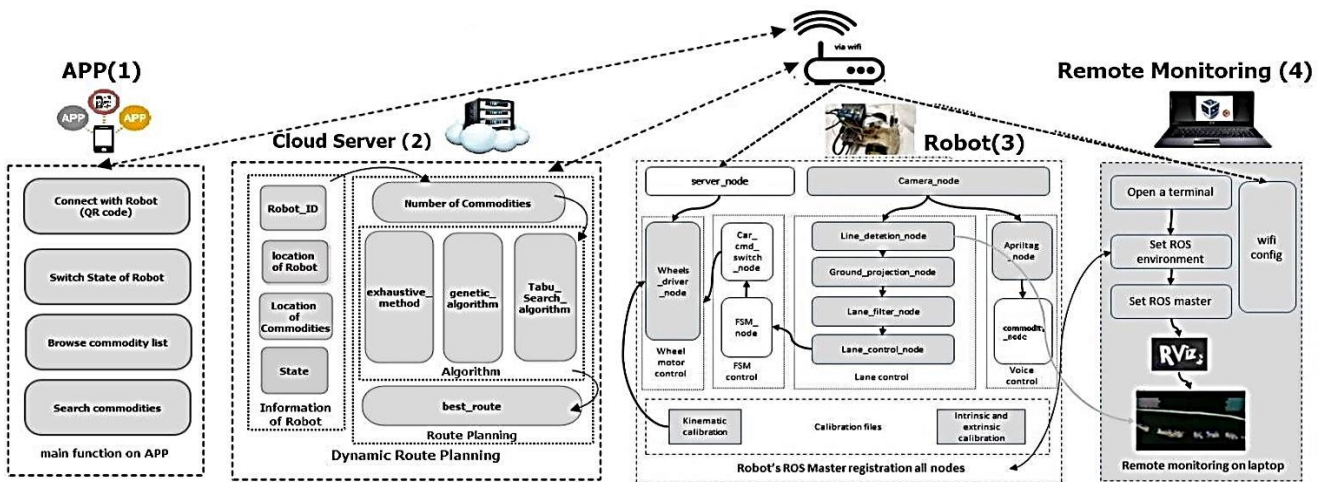 via wifi
APP(1)
APP
APP
Cloud Server (2)
Robot(3)
Remote Monitoring (4)
Connect with Robot
(QR code)
Switch State of Robot
Browse commodity list
Search commodities
main function on APP
Robot_ID
location
of Robot
Location
of
Commodities
State
Information
of Robot
Number of Commodities
exhaustive_
method
genetic_
algorithm
Tabu_
Search_
algorithm
Algorithm
best_route
Route Planning
Dynamic Route Planning
server_node
Camera_node
Wheels
_driver
_node
Wheel
motor
control
Car_
cmd_
switch
_node
FSM_
node
FSM
control
Line_detetion_node
Ground_projection_node
Lane_filter_node
Lane_control_node
Lane control
Apriltag
_node
commodity
_node
Voice
control
Kinematic
calibration
Calibration files
Intrinsic and
extrinsic
calibration
Robot's ROS Master registration all nodes
Open a terminal
Set ROS
environment
Set ROS master
RViz
wifi
config
Remote monitoring on laptop